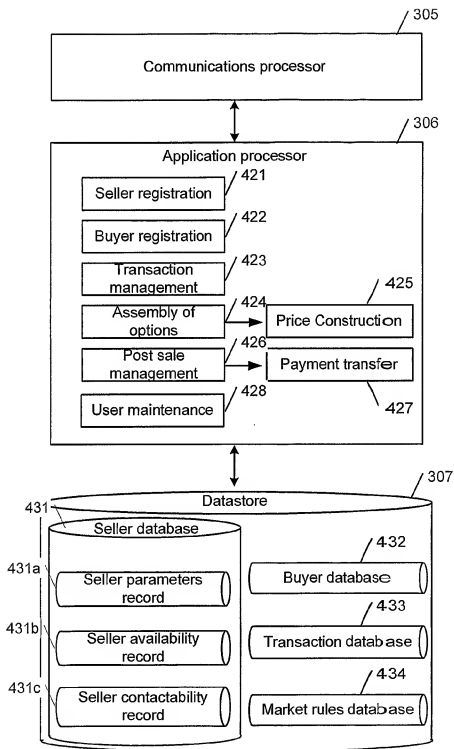 305
Communications processor
306
Application processor
421
Seller registration
422
Buyer registration
423
Transaction
management
424
425
Assembly of
options
Price Construction
426
Post sale
management
Payment transfer
428
427
User maintenance
307
Datastore
431
Seller database
432
431a
Seller parameters
record
Buyer database
433
431b
Seller availability
record
Transaction database
434
431c
Seller contactability
record
Market rules database